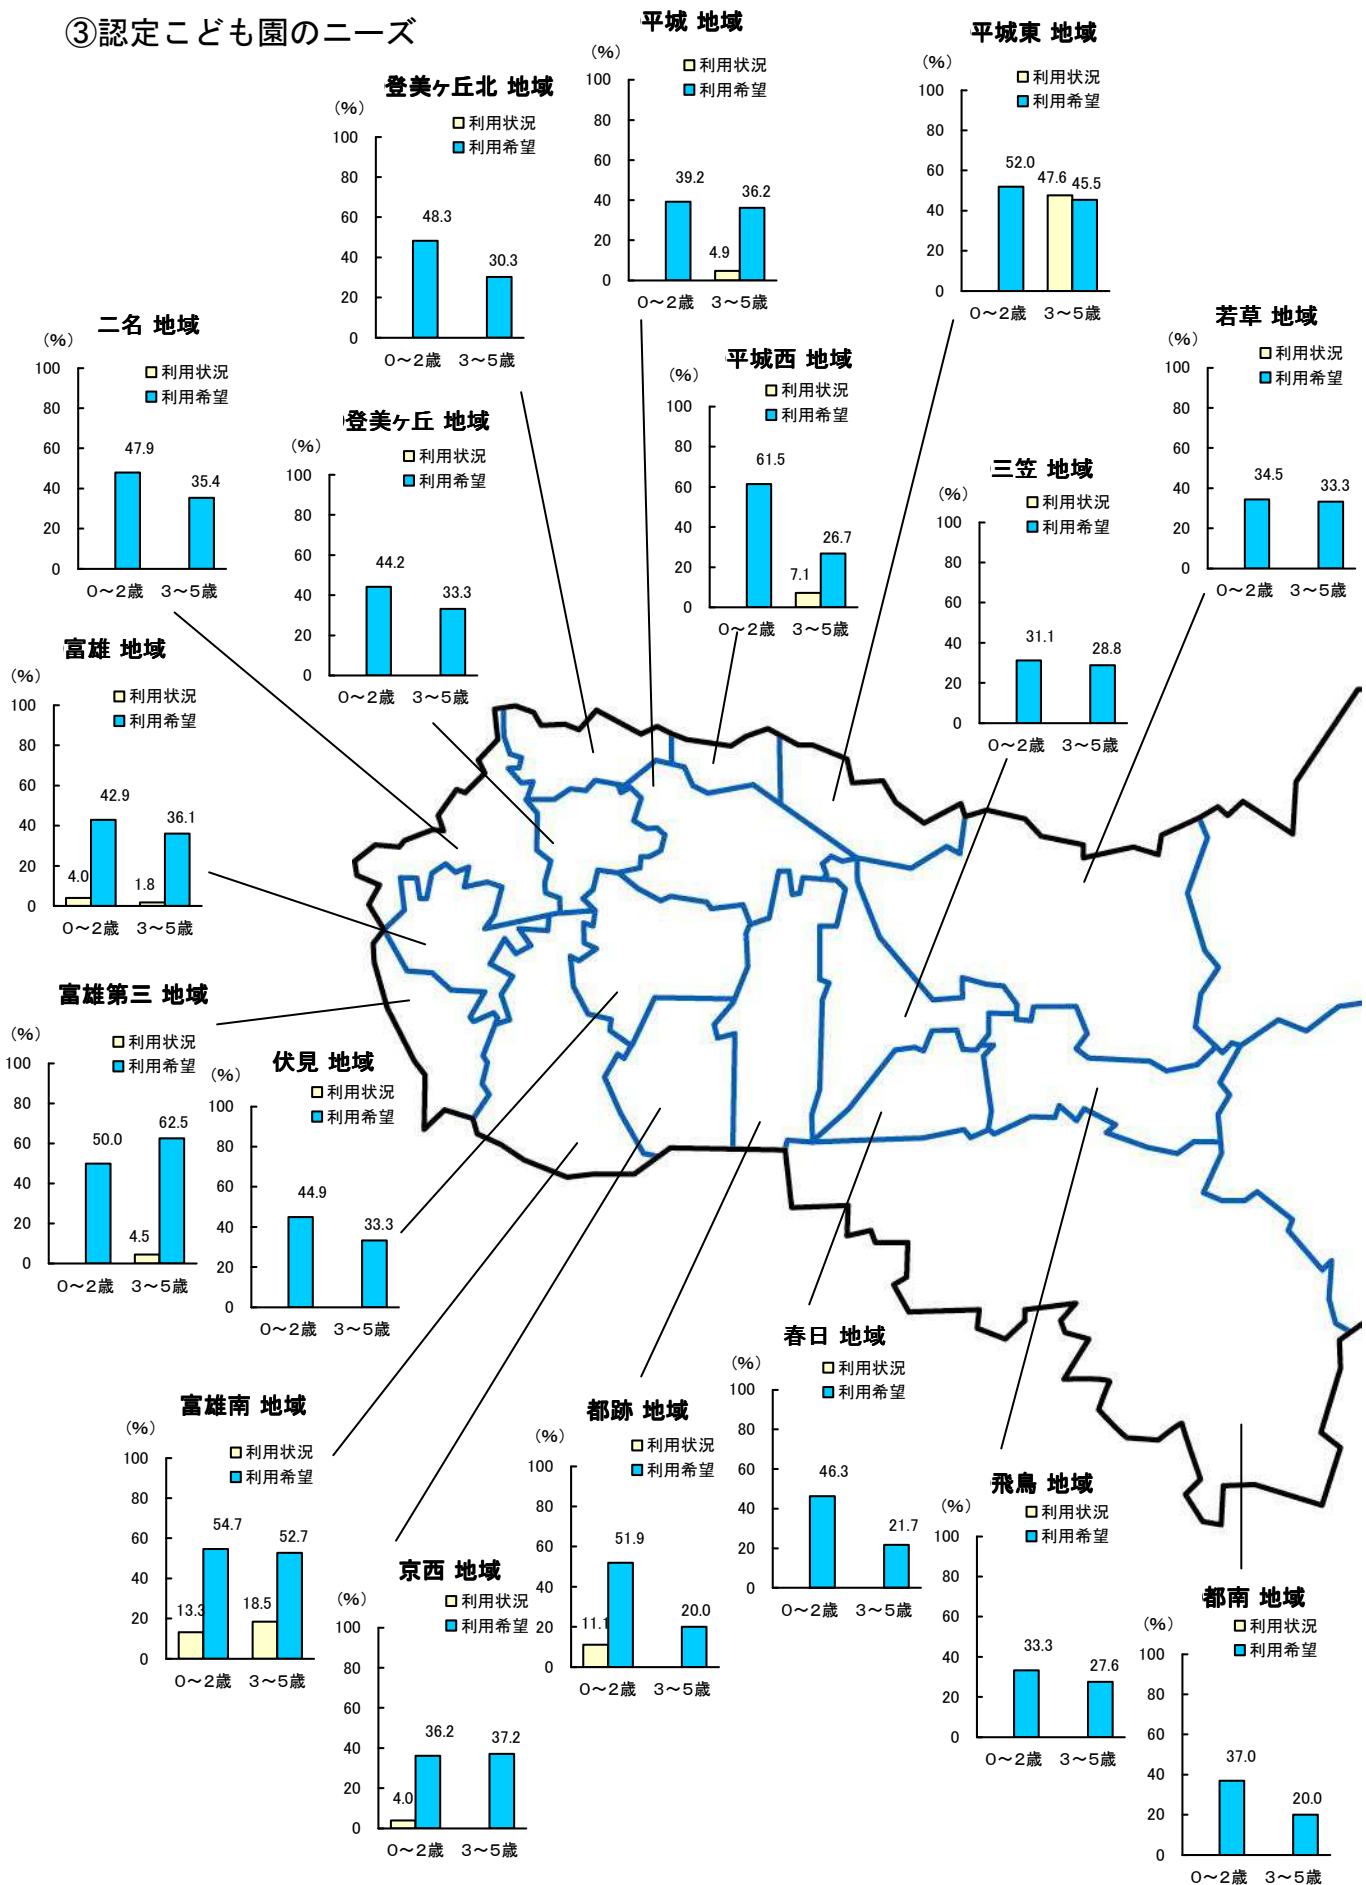 ③認定こども園のニーズ
平城 地域
(%)
利用状況
利用希望
100
80
60
40
20
0
39.2
4.9
36.2
0～2歳 3～5歳
平城東 地域
(%)
利用状況
利用希望
100
80
60
40
20
0
52.0
47.6
45.5
0～2歳 3～5歳
登美ヶ丘北 地域
(%)
利用状況
利用希望
100
80
60
40
20
0
48.3
30.3
0～2歳 3～5歳
二名 地域
(%)
利用状況
利用希望
100
80
60
40
20
0
47.9
35.4
0～2歳 3～5歳
若草 地域
(%)
利用状況
利用希望
100
80
60
40
20
0
34.5
33.3
0～2歳 3～5歳
平城西 地域
(%)
利用状況
利用希望
100
80
60
40
20
0
61.5
7.1
26.7
0～2歳 3～5歳
登美ヶ丘 地域
(%)
利用状況
利用希望
100
80
60
40
20
0
44.2
33.3
0～2歳 3～5歳
三笠 地域
(%)
利用状況
利用希望
100
80
60
40
20
0
31.1
28.8
0～2歳 3～5歳
富雄 地域
(%)
利用状況
利用希望
100
80
60
40
20
0
4.0
42.9
1.8
36.1
0～2歳 3～5歳
富雄第三 地域
(%)
利用状況
利用希望
100
80
60
40
20
0
50.0
4.5
62.5
0～2歳 3～5歳
伏見 地域
(%)
利用状況
利用希望
100
80
60
40
20
0
44.9
33.3
0～2歳 3～5歳
春日 地域
(%)
利用状況
利用希望
100
80
60
40
20
0
46.3
21.7
0～2歳 3～5歳
富雄南 地域
(%)
利用状況
利用希望
100
80
60
40
20
0
13.3
54.7
18.5
52.7
0～2歳 3～5歳
都跡 地域
(%)
利用状況
利用希望
100
80
60
40
20
0
11.1
51.9
20.0
0～2歳 3～5歳
飛鳥 地域
(%)
利用状況
利用希望
100
80
60
40
20
0
33.3
27.6
0～2歳 3～5歳
京西 地域
(%)
利用状況
利用希望
100
80
60
40
20
0
4.0
36.2
37.2
0～2歳 3～5歳
都南 地域
(%)
利用状況
利用希望
100
80
60
40
20
0
37.0
20.0
0～2歳 3～5歳